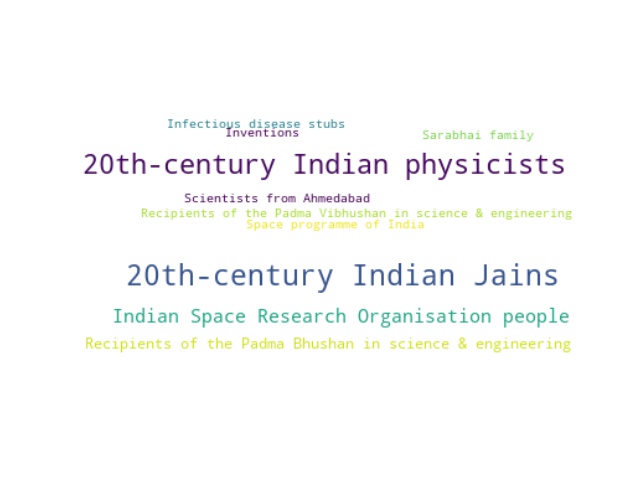 Infectious disease stubs
Inventions
Sarabhai family
20th-century Indian physicists
Scientists from Ahmedabad
Recipients of the Padma Vibhushan in science & engineering
Space programme of India
20th-century Indian Jains
Indian Space Research Organisation people
Recipients of the Padma Bhushan in science & engineering